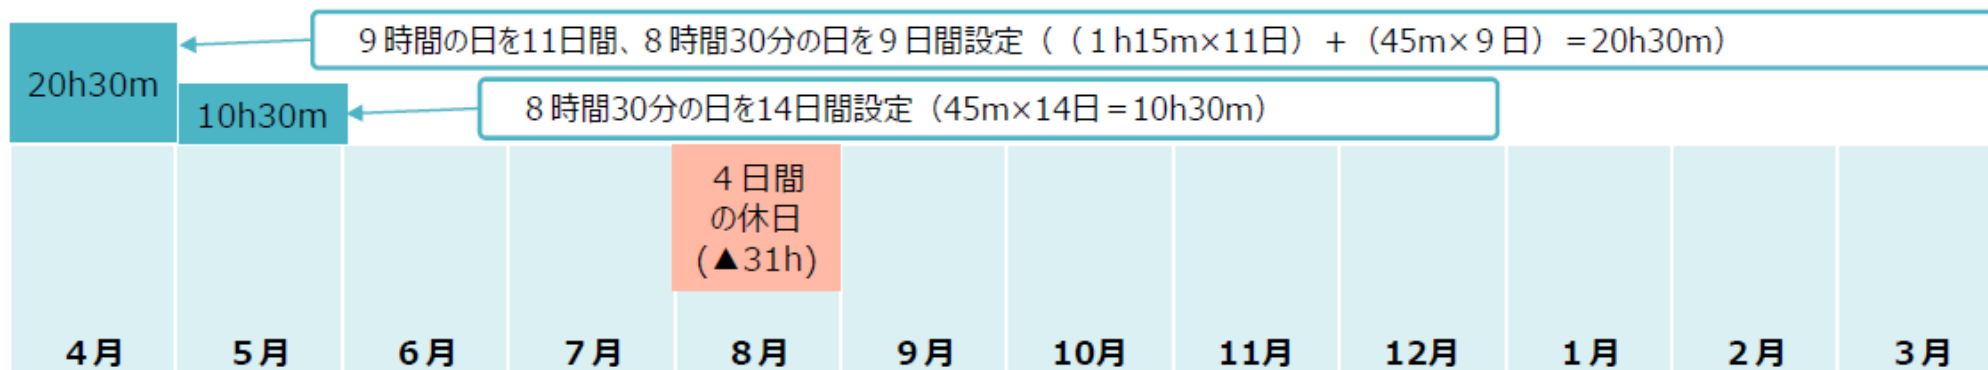 ９時間の日を11日間、８時間30分の日を９日間設定（（１h15m×11日）＋（45m×９日）＝20h30m）
20h30m
８時間30分の日を14日間設定（45m×14日＝10h30m）
10h30m
４日間
の休日
(▲31h)
４月 ５月 ６月 ７月 ８月 ９月 10月 11月 12月 １月 ２月 ３月